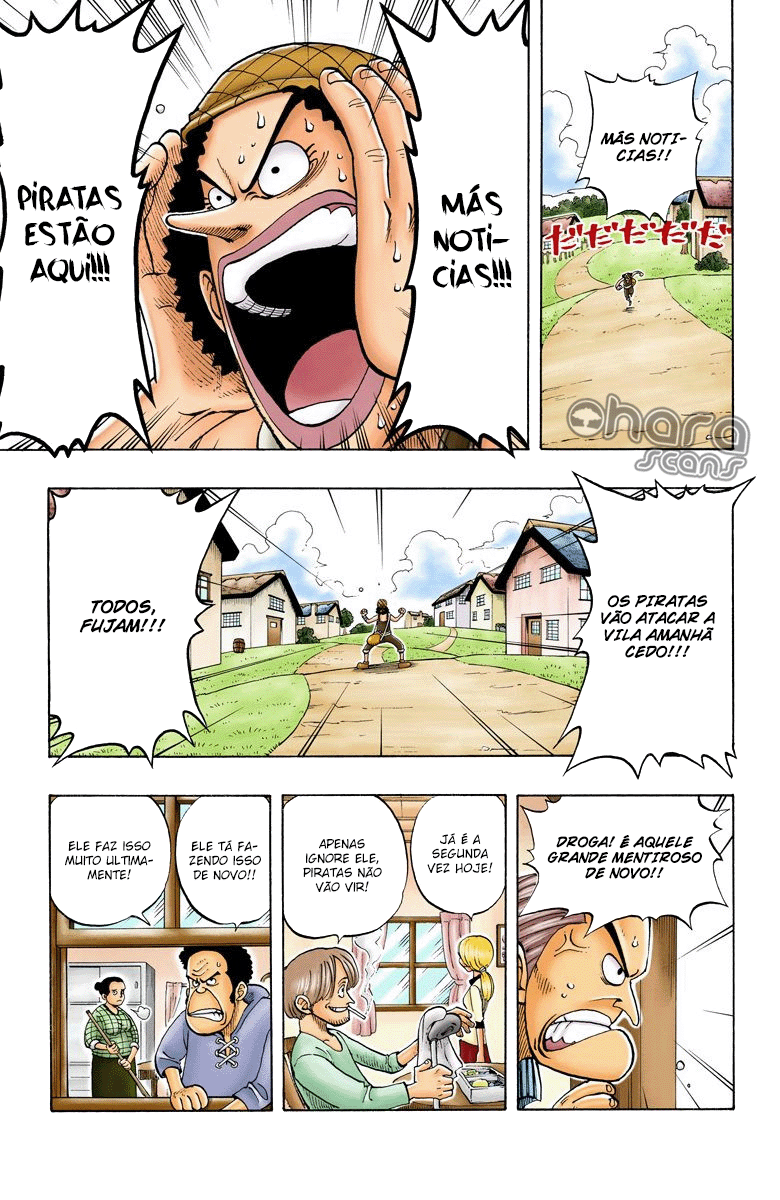 MÁS NOTI-
CIAS!!
だだだだだ
MÁS
NOTI-
CIAS!!!
PIRATAS
ESTÃO
AQUI!!!
OHARA
SCANS
OS PIRATAS
VÃO ATACAR A
VILA AMANHÃ
CEDO!!!
TODOS,
FUJAM!!!
DROGA! É AQUELE
GRANDE MENTIROSO
DE NOVO!!
JÁ É A
SEGUNDA
VEZ HOJE!
APENAS
IGNORE ELE,
PIRATAS NÃO
VÃO VIR!
ELE TÁ FA-
ZENDO ISSO
DE NOVO!!
ELE FAZ ISSO
MUITO ULTIMA-
MENTE!